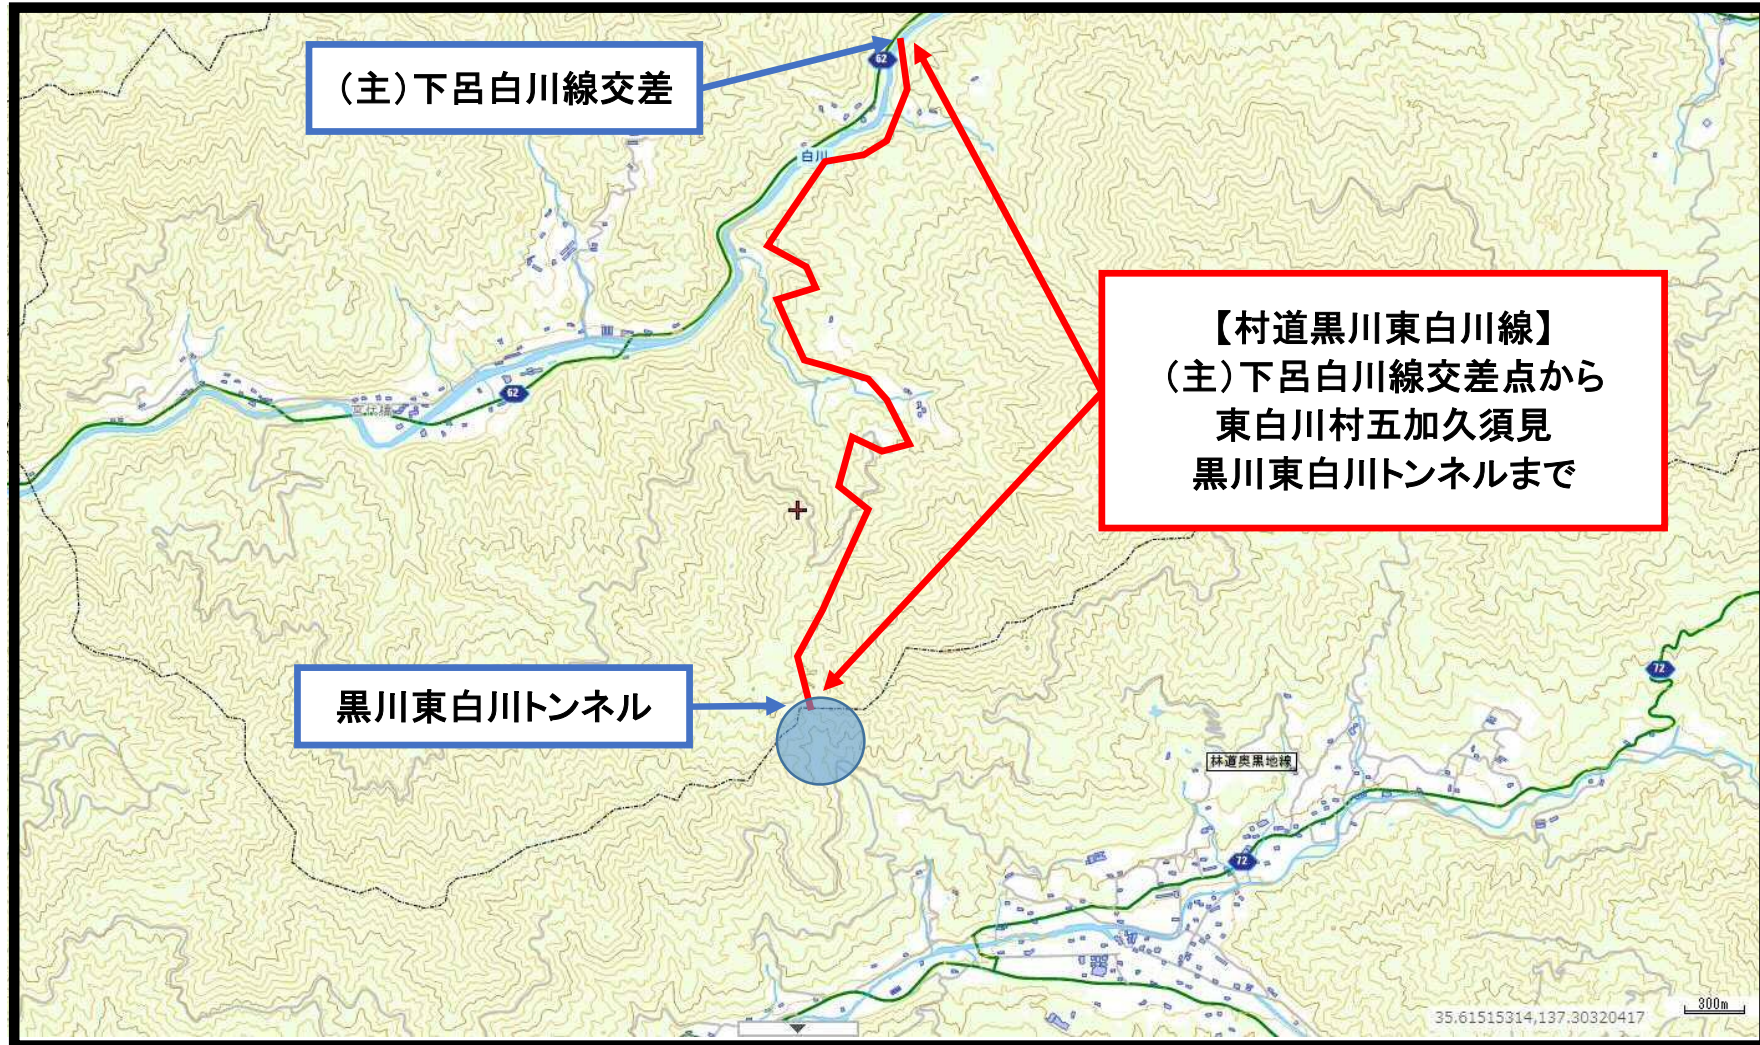 62
(主)下呂白川線交差
白川
【村道黒川東白川線】
(主)下呂白川線交差点から
東白川村五加久須見
黒川東白川トンネルまで
62
72
黒川東白川トンネル
林道奥黒地線
72
300m
35.61515314,137.30320417